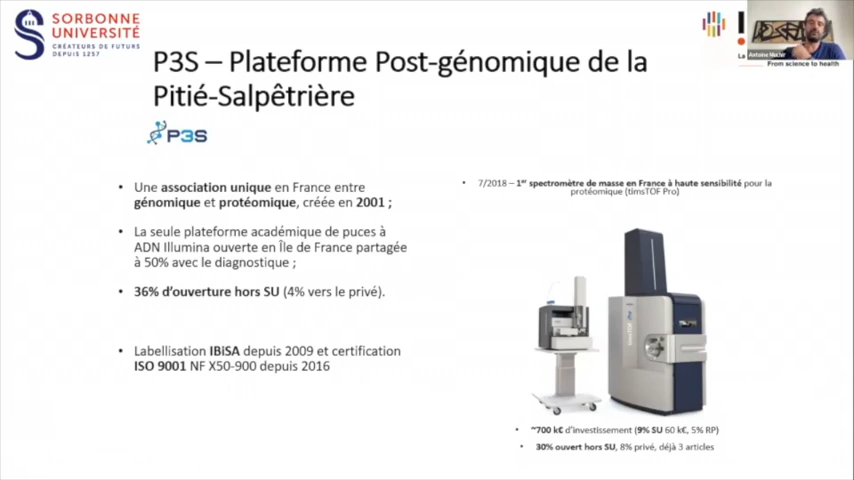 SORBONNE
UNIVERSITÉ
CRÉATEURS DE FUTURS
DEPUIS 1257
P3S – Plateforme Post-génomique de la
Pitié-Salpêtrière
P3S
• Une association unique en France entre
génomique et protéomique, créée en 2001 ;
• La seule plateforme académique de puces à
ADN Illumina ouverte en Île de France partagée
à 50% avec le diagnostique ;
• 36% d'ouverture hors SU (4% vers le privé).
• Labellisation IBiSA depuis 2009 et certification
ISO 9001 NF X50-900 depuis 2016
• 7/2018 – 1er spectromètre de masse en France à haute sensibilité pour la
protéomique (timsTOF Pro)
• ~700 k€ d'investissement (9% SU 60 k€, 5% RP)
• 30% ouvert hors SU, 8% privé, déjà 3 articles
La
Antoine
From science to health